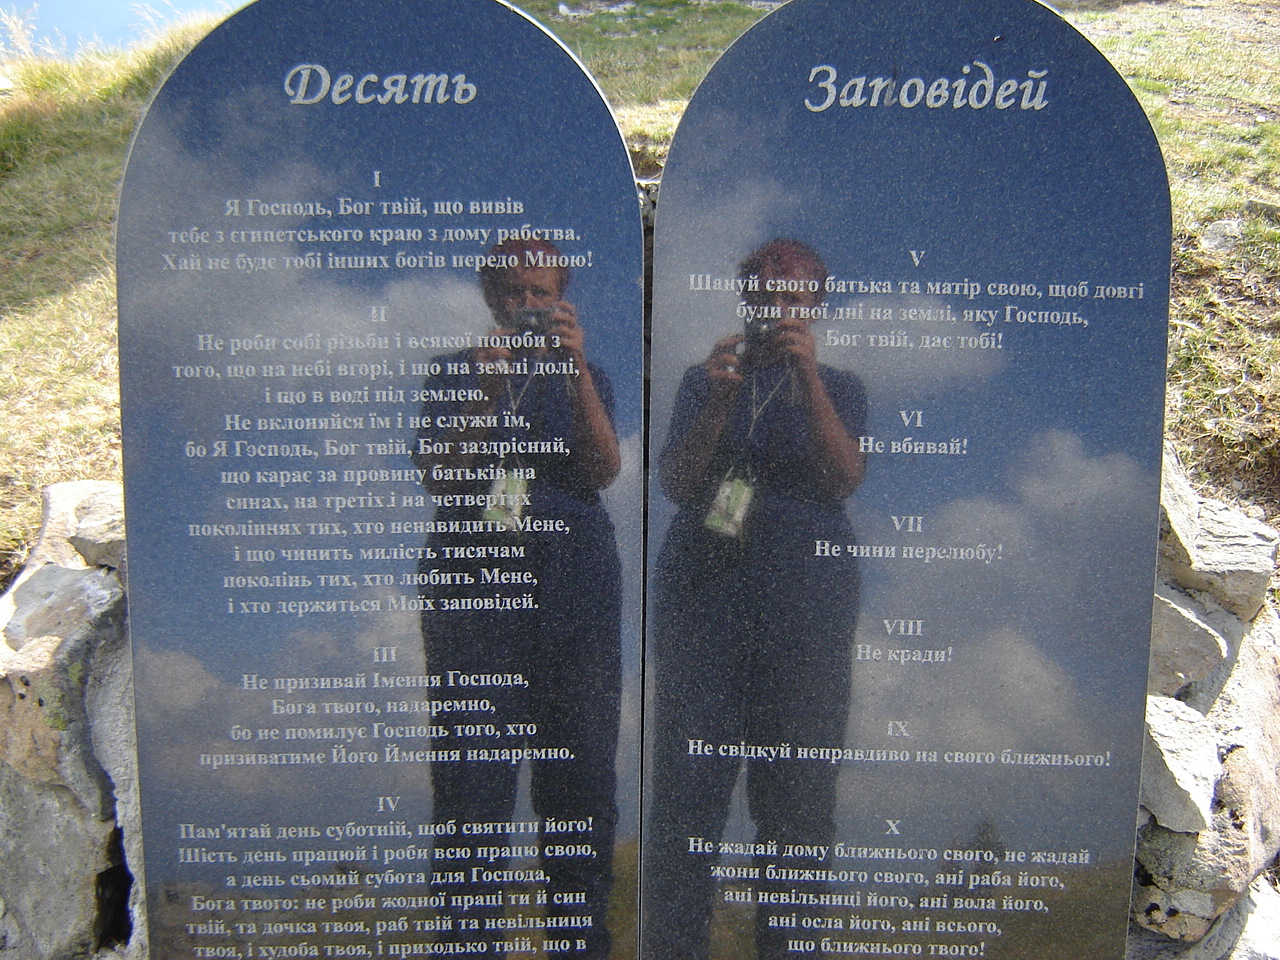 Десять
I
Я Господь, Бог твій, що вивів
тебе з єгипетського краю з дому рабства.
Хай не буде тобі інших богів передо Мною!
II
Не роби собі різьби і всякої подоби з
того, що на небі вгорі, і що на землі долі,
і що в воді під землею.
Не вклоняйся їм і не служи їм,
бо Я Господь, Бог твій, Бог заздрісний,
що карає за провину батьків на
синах, на третіх і на четвертих
поколіннях тих, хто ненавидить Мене,
і що чинить милість тисячам
поколінь тих, хто любить Мене,
і хто держиться Моїх заповідей.
III
Не призивай Імення Господа,
Бога твого, надаремно,
бо не помилує Господь того, хто
призиватиме Його Ймення надаремно.
IV
Пам'ятай день суботній, щоб святити його!
Шість день працюй і роби всю працю свою,
а день сьомий субота для Господа,
Бога твого: не роби жодної праці ти й син
твій, та дочка твоя, раб твій та невільниця
твоя, і худоба твоя, і приходько твій, що в
Заповідей
V
Шануй свого батька та матір свою, щоб довгі
були твої дні на землі, яку Господь,
Бог твій, дає тобі!
VI
Не вбивай!
VII
Не чини перелюбу!
VIII
Не кради!
IX
Не свідкуй неправдиво на свого ближнього!
X
Не жадай дому ближнього свого, не жадай
жони ближнього свого, ані раба його,
ані невільниці його, ані вола його,
ані осла його, ані всього,
що ближнього твого!